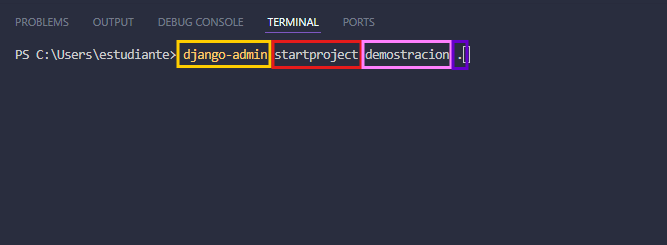 PROBLEMS OUTPUT DEBUG CONSOLE TERMINAL PORTS
PS C:\Users\estudiante> django-admin startproject demostracion .